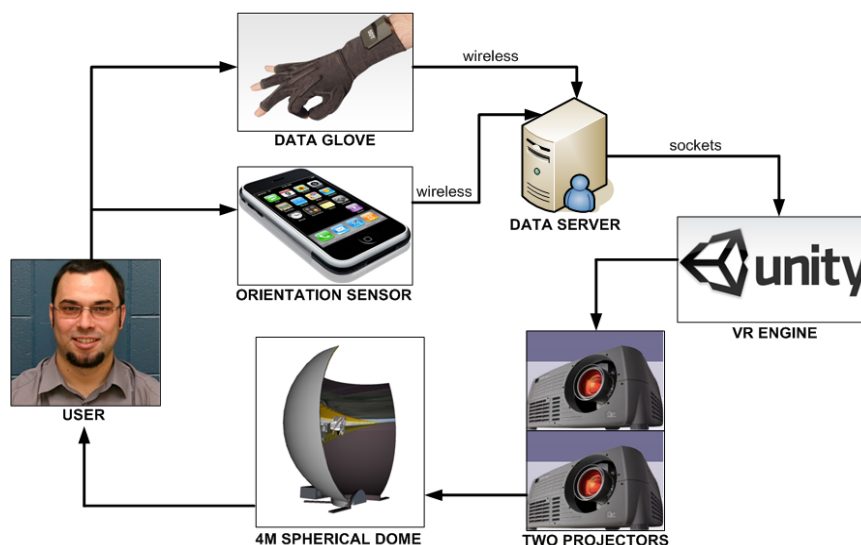 wireless
DATA GLOVE
sockets
wireless
DATA SERVER
ORIENTATION SENSOR
unity
VR ENGINE
USER
4M SPHERICAL DOME
TWO PROJECTORS